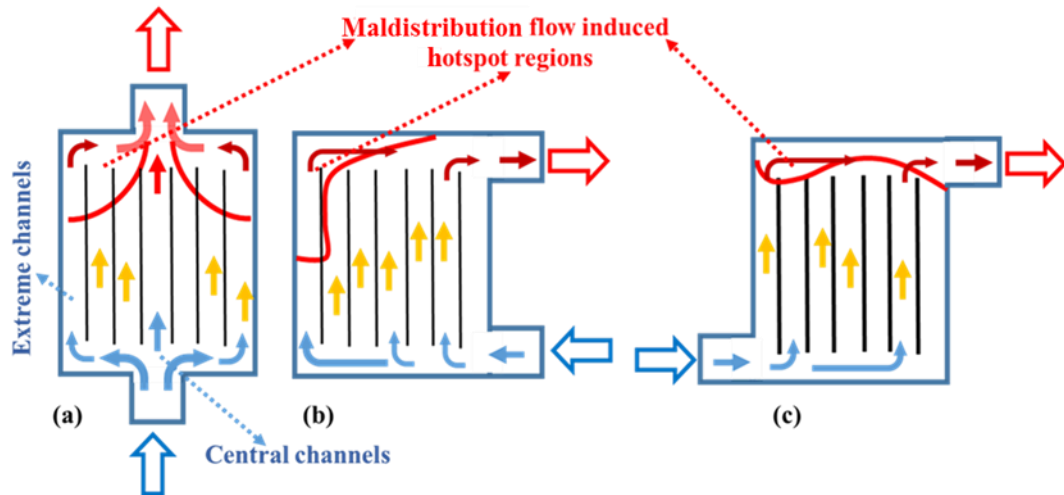 Maldistribution flow induced
hotspot regions
Extreme channels
(a)
(b)
(c)
Central channels